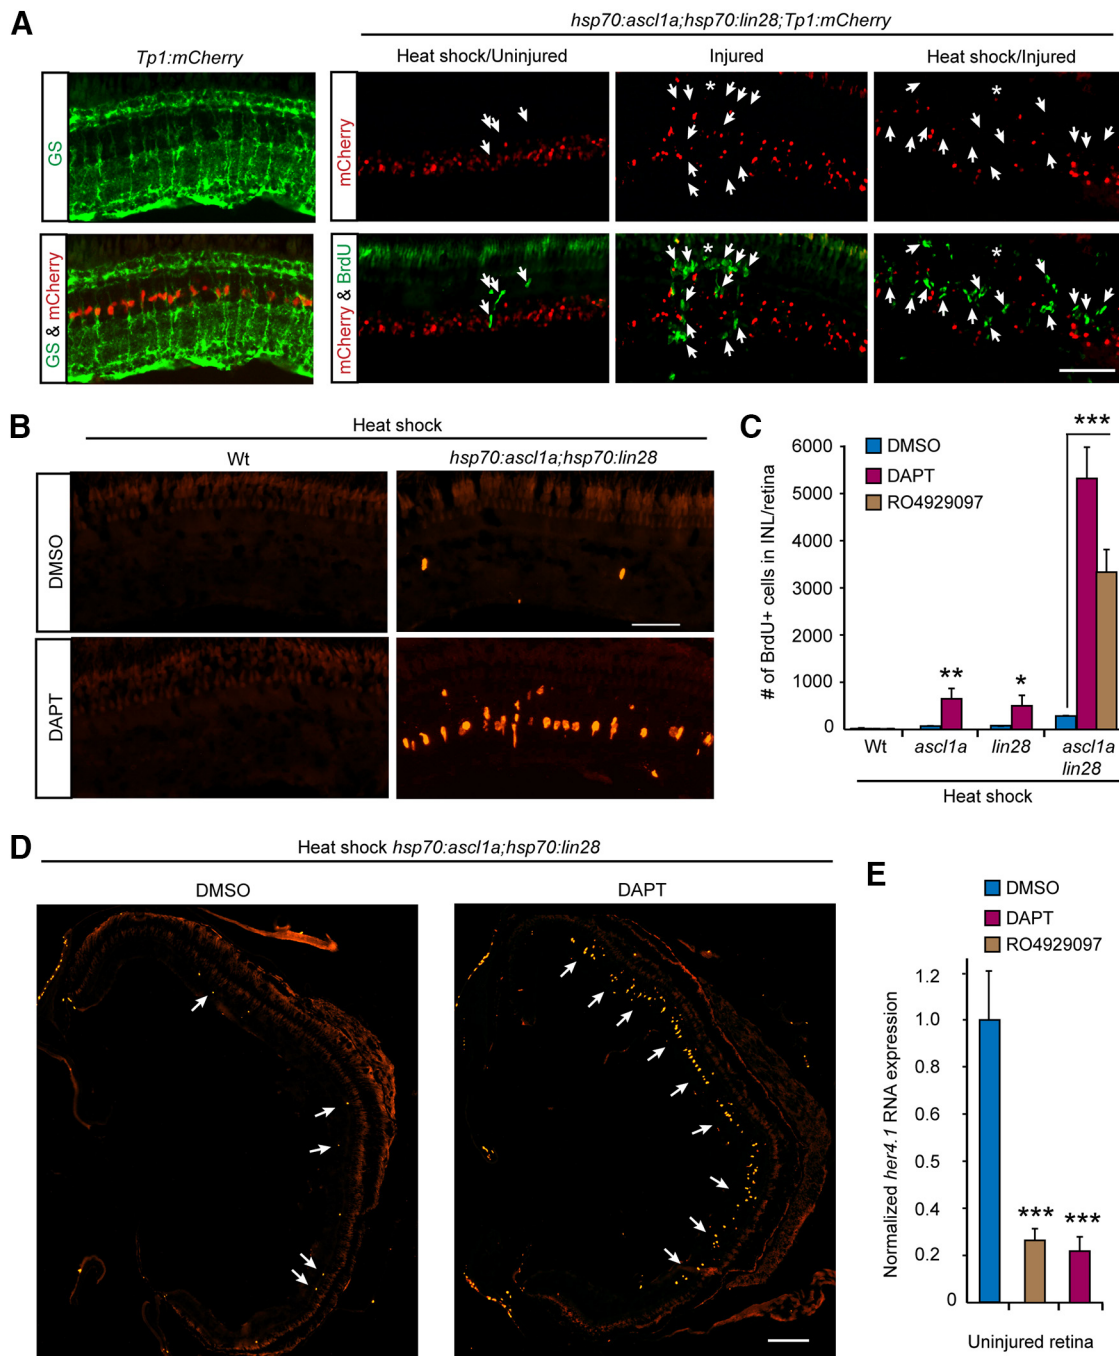 A
hsp70:ascl1a;hsp70:lin28;Tp1:mCherry
Tp1:mCherry
Heat shock/Uninjured
Injured
Heat shock/Injured
GS
mCherry
*
*
GS & mCherry
mCherry & BrdU
*
*
B
Heat shock
Wt
hsp70:ascl1a;hsp70:lin28
DMSO
DAPT
C
DMSO
DAPT
RO4929097
***
# of BrdU+ cells in INL/retina
6000
5000
4000
3000
2000
1000
0
**
*
Wt
ascl1a
lin28
ascl1a
lin28
Heat shock
D
Heat shock hsp70:ascl1a;hsp70:lin28
DMSO
DAPT
E
DMSO
DAPT
RO4929097
Normalized her4.1 RNA expression
1.2
1.0
0.8
0.6
0.5
0.4
0.2
0
***
***
Uninjured retina